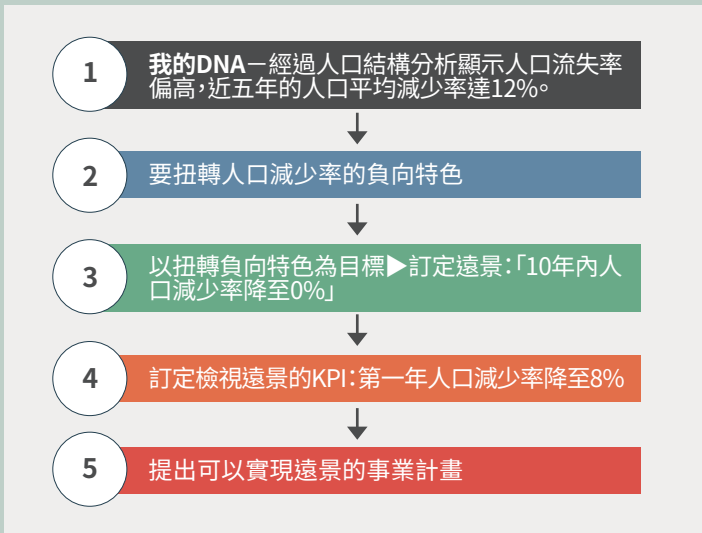 1
我的DNA－經過人口結構分析顯示人口流失率
偏高，近五年的人口平均減少率達12%。
2
要扭轉人口減少率的負向特色
3
以扭轉負向特色為目標▶訂定遠景：「10年內人
口減少率降至0%」
4
訂定檢視遠景的KPI：第一年人口減少率降至8%
5
提出可以實現遠景的事業計畫